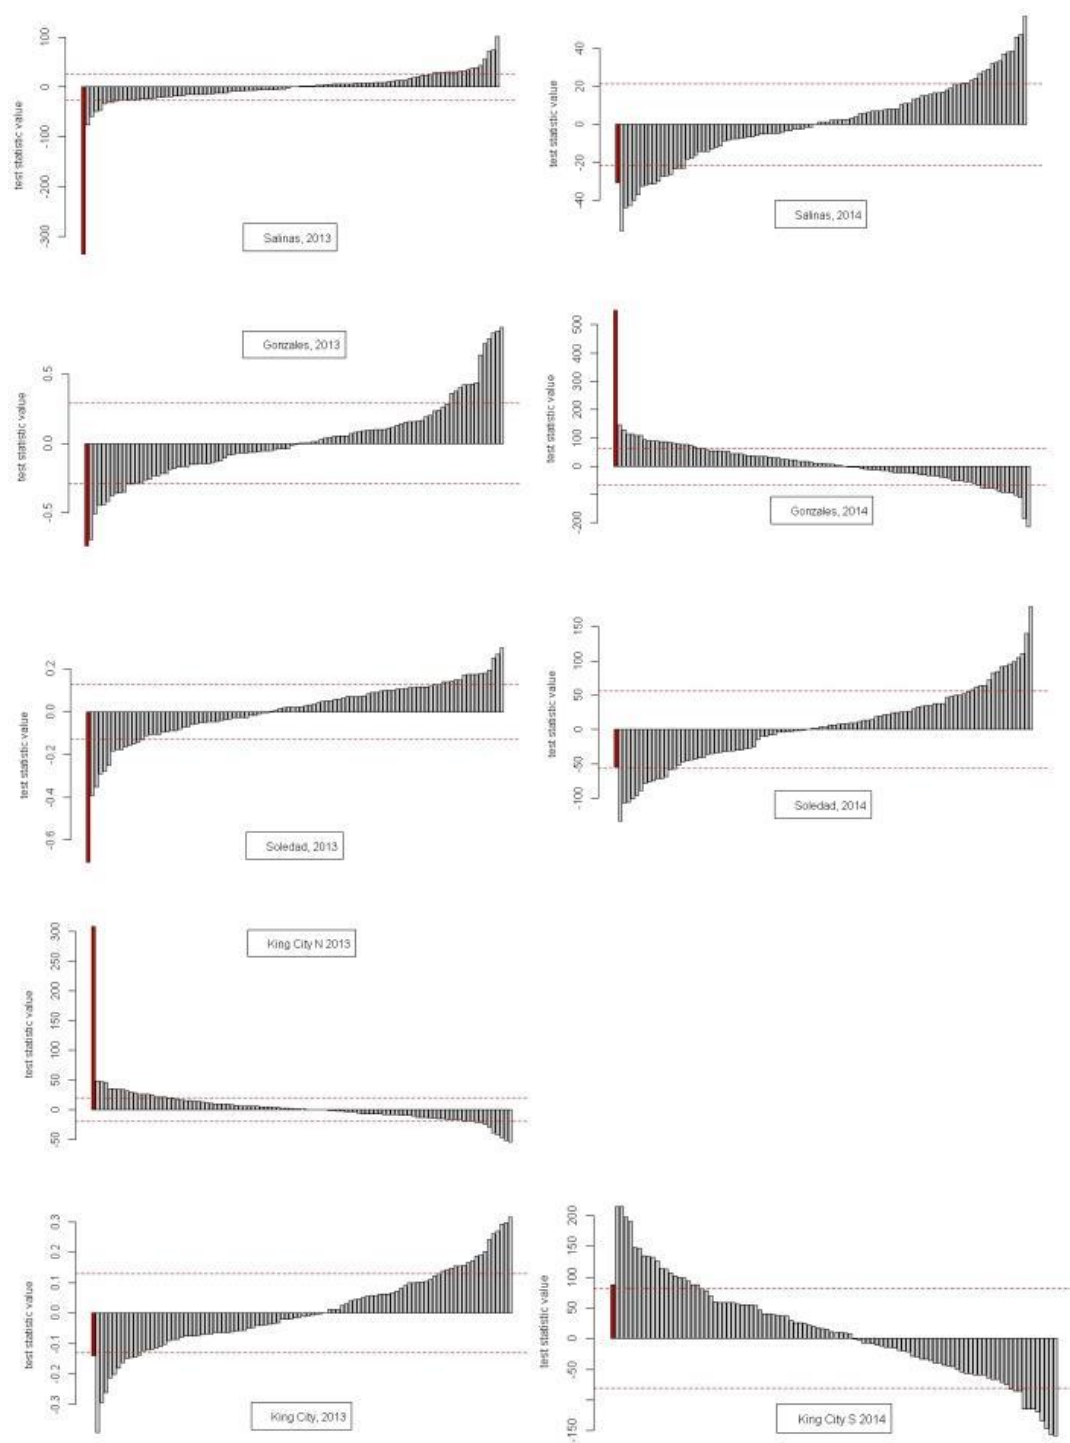 test statistic value
100
0
-100
-200
-300
Salinas, 2013
test statistic value
40
20
0
-20
-40
Salinas, 2014
test statistic value
0.5
0.0
-0.5
Gonzales, 2013
test statistic value
500
400
300
200
100
0
-200
Gonzales, 2014
test statistic value
0.2
0.0
-0.2
-0.4
-0.6
Soledad, 2013
test statistic value
150
100
50
0
-50
-100
Soledad, 2014
test statistic value
300
250
200
150
100
50
0
-50
King City N 2013
test statistic value
0.3
0.2
0.1
0.0
-0.1
-0.2
-0.3
King City, 2013
test statistic value
200
150
100
50
0
-50
-150
King City S 2014